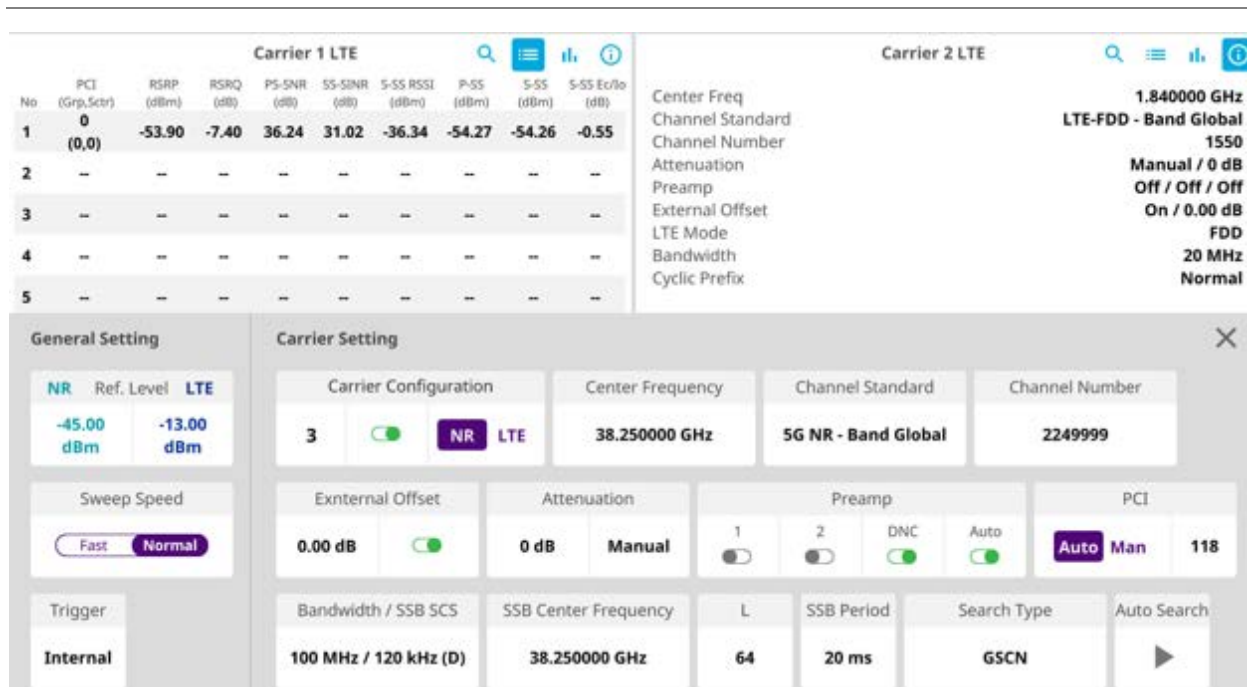 Carrier 1 LTE
No PCI (Grp,Sctr) RSRP (dBm) RSRQ (dB) PS-SNR (dB) SS-SINR (dB) S-SS RSSI (dBm) P-SS (dBm) S-SS (dBm) S-SS Ec/Io (dB)
1 0 (0,0) -53.90 -7.40 36.24 31.02 -36.34 -54.27 -54.26 -0.55
2 -- -- -- -- -- -- -- -- --
3 -- -- -- -- -- -- -- -- --
4 -- -- -- -- -- -- -- -- --
5 -- -- -- -- -- -- -- -- --
Carrier 2 LTE
Center Freq 1.840000 GHz
Channel Standard LTE-FDD - Band Global
Channel Number 1550
Attenuation Manual / 0 dB
Preamp Off / Off / Off
External Offset On / 0.00 dB
LTE Mode FDD
Bandwidth 20 MHz
Cyclic Prefix Normal
General Setting
NR Ref. Level LTE
-45.00 dBm -13.00 dBm
Sweep Speed
Fast Normal
Trigger
Internal
Carrier Setting
Carrier Configuration Center Frequency Channel Standard Channel Number
3 NR LTE 38.250000 GHz 5G NR - Band Global 2249999
Exnternal Offset Attenuation Preamp PCI
1 2 DNC Auto
0.00 dB 0 dB Manual Auto Man 118
Bandwidth / SSB SCS SSB Center Frequency L SSB Period Search Type Auto Search
100 MHz / 120 kHz (D) 38.250000 GHz 64 20 ms GSCN